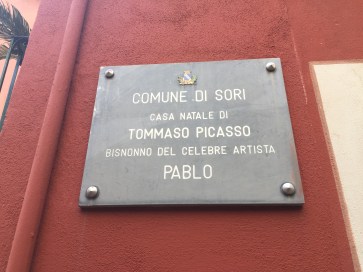 COMUNE DI SORI
CASA NATALE DI
TOMMASO PICASSO
BISNONNO DEL CELEBRE ARTISTA
PABLO